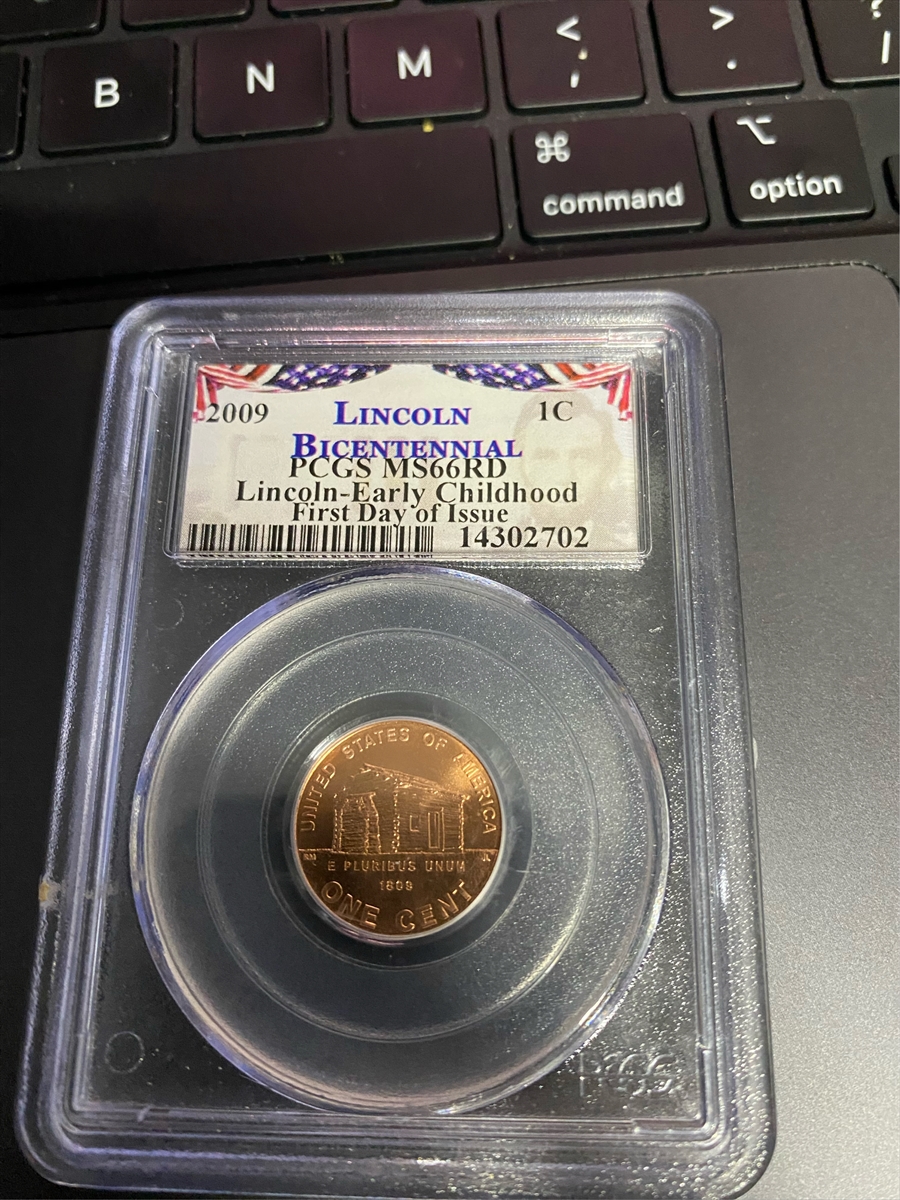 B N M < , > . ? /
⌘ ⌥
command option
2009 LINCOLN 1C
BICENTENNIAL
PCGS MS66RD
Lincoln-Early Childhood
First Day of Issue
14302702
UNITED STATES OF AMERICA
E PLURIBUS UNUM
1809
ONE CENT